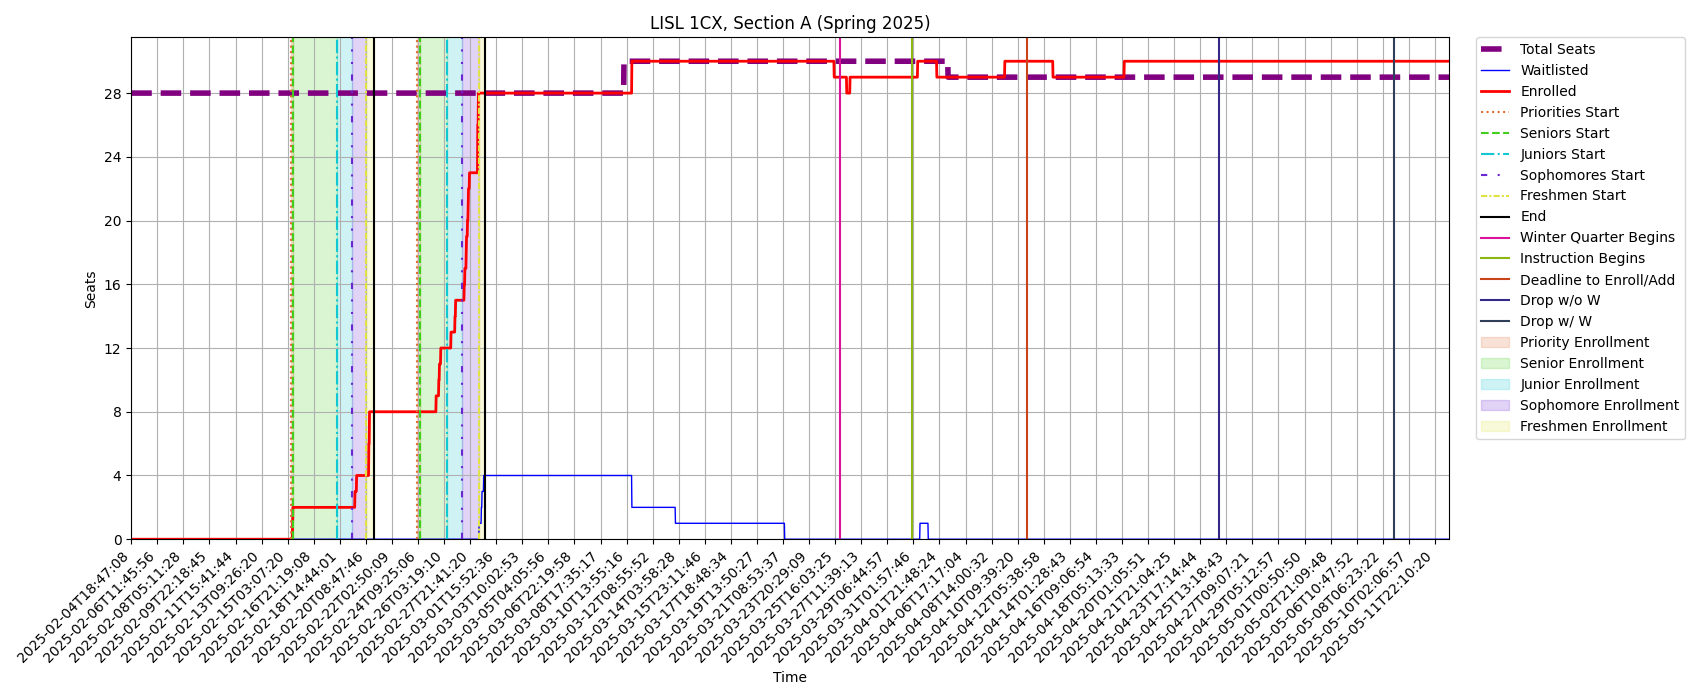 LISL 1CX, Section A (Spring 2025)
Seats
28
24
20
16
12
8
4
0
2025-02-04T18:47:08
2025-02-06T11:45:56
2025-02-08T05:11:28
2025-02-09T22:18:45
2025-02-11T15:41:44
2025-02-13T09:26:20
2025-02-15T03:07:20
2025-02-16T21:19:08
2025-02-18T14:44:01
2025-02-20T08:47:46
2025-02-22T02:50:09
2025-02-24T09:25:06
2025-02-26T03:19:10
2025-02-27T21:41:20
2025-03-01T15:52:36
2025-03-03T10:02:53
2025-03-05T04:05:56
2025-03-06T22:19:58
2025-03-08T17:35:17
2025-03-10T13:55:16
2025-03-12T08:55:52
2025-03-14T03:58:28
2025-03-15T23:11:46
2025-03-17T18:48:34
2025-03-19T13:50:27
2025-03-21T08:53:37
2025-03-23T20:29:09
2025-03-25T16:03:25
2025-03-27T11:39:13
2025-03-29T06:44:57
2025-03-31T01:57:46
2025-04-01T21:48:24
2025-04-06T17:17:04
2025-04-08T14:00:32
2025-04-10T09:39:20
2025-04-12T05:38:58
2025-04-14T01:28:43
2025-04-16T09:06:54
2025-04-18T05:13:33
2025-04-20T01:05:51
2025-04-21T21:04:25
2025-04-23T17:14:44
2025-04-25T13:18:43
2025-04-27T09:07:21
2025-04-29T05:12:57
2025-05-01T00:50:50
2025-05-02T21:09:48
2025-05-06T10:47:52
2025-05-08T06:23:22
2025-05-10T02:06:57
2025-05-11T22:10:20
Time
Total Seats
Waitlisted
Enrolled
Priorities Start
Seniors Start
Juniors Start
Sophomores Start
Freshmen Start
End
Winter Quarter Begins
Instruction Begins
Deadline to Enroll/Add
Drop w/o W
Drop w/ W
Priority Enrollment
Senior Enrollment
Junior Enrollment
Sophomore Enrollment
Freshmen Enrollment